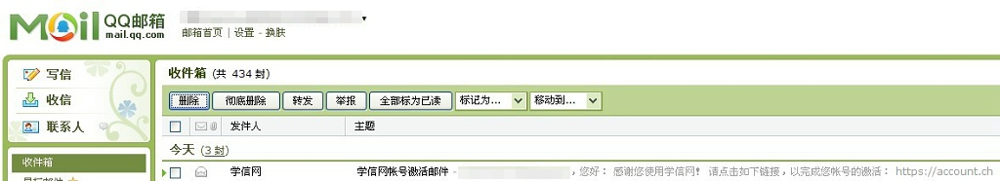 Mail QQ邮箱
mail.qq.com
邮箱首页 | 设置 - 换肤
写信
收信
联系人
收件箱
星标邮件
收件箱 (共 434 封)
删除 彻底删除 转发 举报 全部标为已读 标记为... 移动到...
发件人 主题
今天 (3 封)
学信网 学信网帐号激活邮件 - ，您好： 感谢您使用学信网！ 请点击如下链接，以完成您帐号的激活： https://account.ch